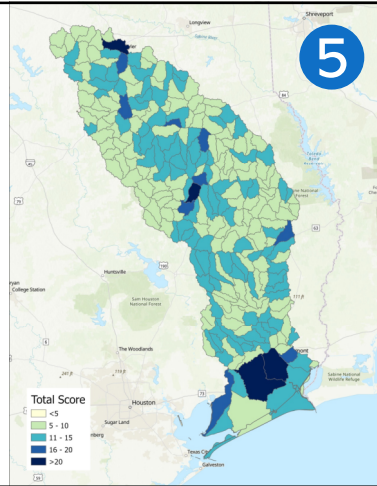 Shreveport
Longview
5
Huntsville
Sam Houston
National Forest
College Station
The Woodlands
Houston
Sugar Land
Texas City
Galveston
Sabine National
Wildlife Refuge
Total Score
<5
5 - 10
11 - 15
16 - 20
>20